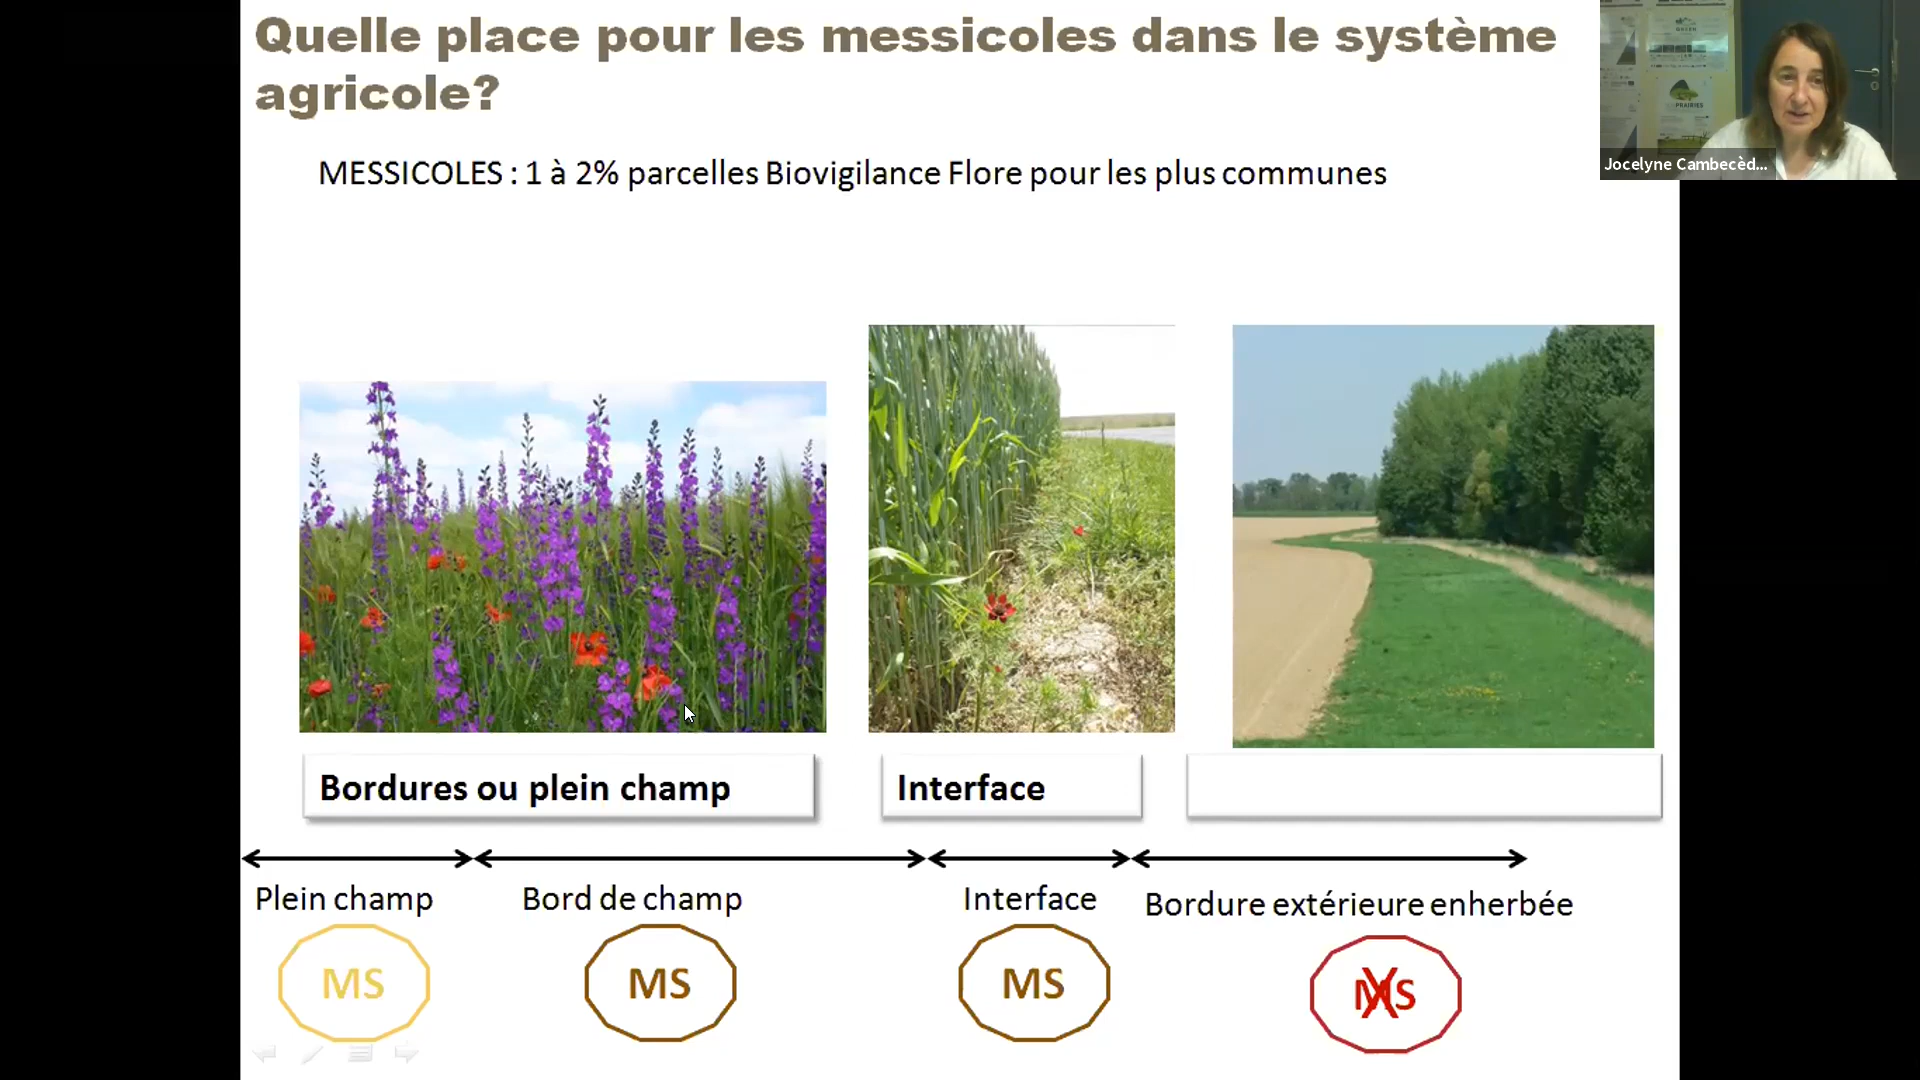 Quelle place pour les messicoles dans le système
agricole?
MESSICOLES : 1 à 2% parcelles Biovigilance Flore pour les plus communes
PRAIRIES
Jocelyne Cambecèd...
Bordures ou plein champ
Interface
Plein champ
Bord de champ
Interface
Bordure extérieure enherbée
MS
MS
MS
MS